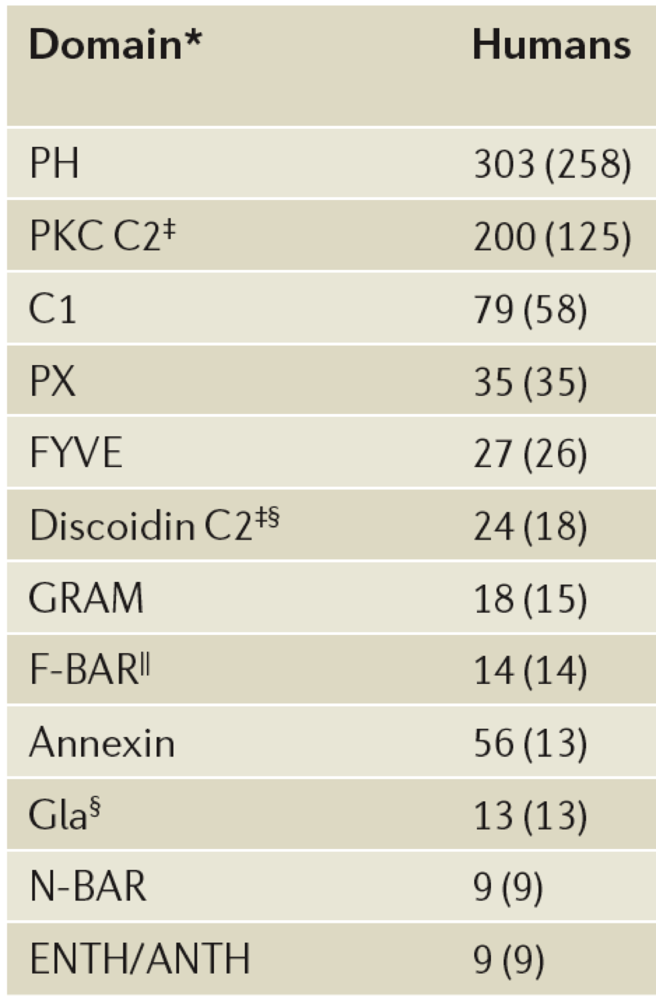 Domain* Humans
PH 303 (258)
PKC C2‡ 200 (125)
C1 79 (58)
PX 35 (35)
FYVE 27 (26)
Discoidin C2‡§ 24 (18)
GRAM 18 (15)
F-BAR|| 14 (14)
Annexin 56 (13)
Gla§ 13 (13)
N-BAR 9 (9)
ENTH/ANTH 9 (9)